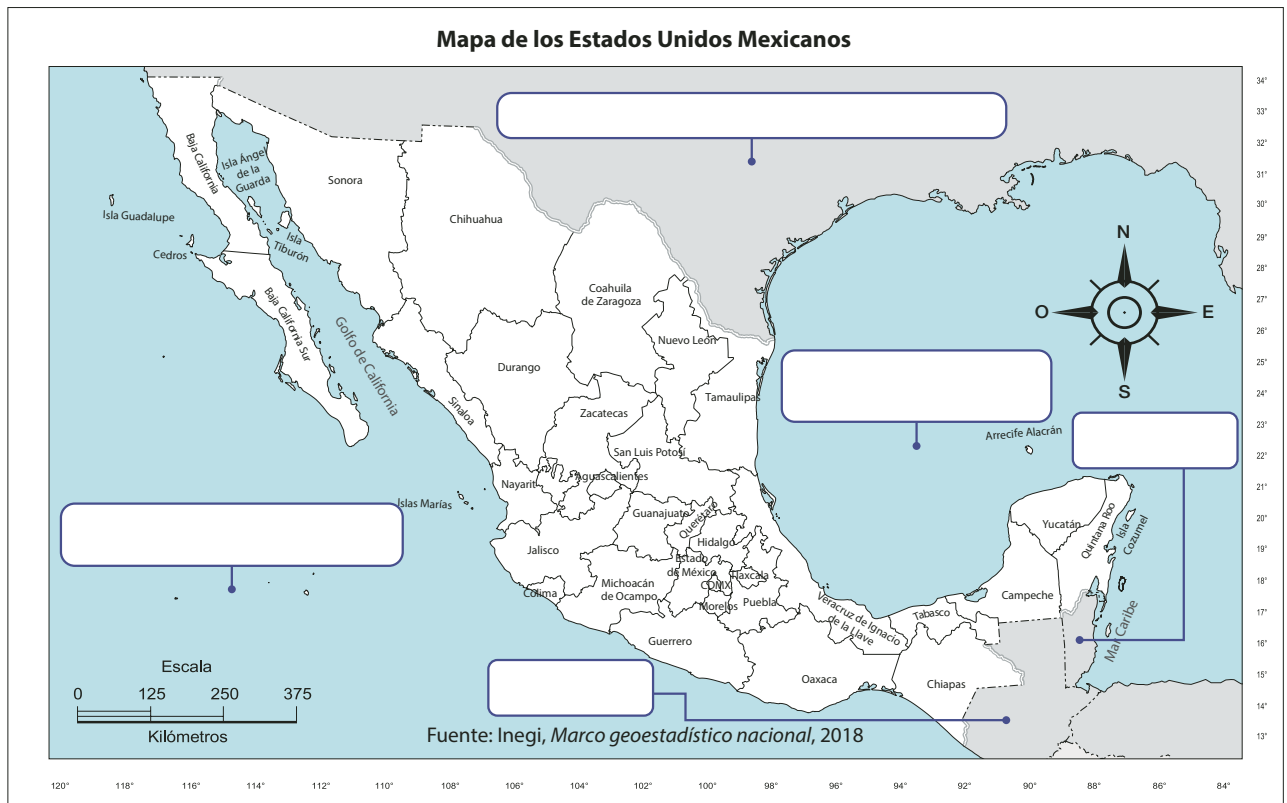 Mapa de los Estados Unidos Mexicanos
34°
33°
32°
31°
30°
29°
28°
27°
26°
25°
24°
23°
22°
21°
20°
19°
18°
17°
16°
15°
14°
13°
Baja California
Isla Ángel
de la
Guarda
Sonora
Chihuahua
Isla Guadalupe
Isla
Tiburón
Cedros
N
O
E
S
Coahuila
de Zaragoza
Baja California Sur
Golfo de California
Nuevo León
Durango
Tamaulipas
Sinaloa
Zacatecas
Arrecife Alacrán
San Luis Potosí
Nayarit
Aguascalientes
Islas Marías
Guanajuato
Querétaro
Hidalgo
Yucatán
Quintana Roo
Isla
Cozumel
Jalisco
Estado
de México
Tlaxcala
CDMX
Colima
Michoacán
de Ocampo
Morelos
Puebla
Campeche
Veracruz de Ignacio
de la Llave
Tabasco
Mar Caribe
Guerrero
Oaxaca
Chiapas
Escala
0 125 250 375
Kilómetros
Fuente: Inegi, Marco geoestadístico nacional, 2018
120° 118° 116° 114° 112° 110° 108° 106° 104° 102° 100° 98° 96° 94° 92° 90° 88° 87° 86° 84°